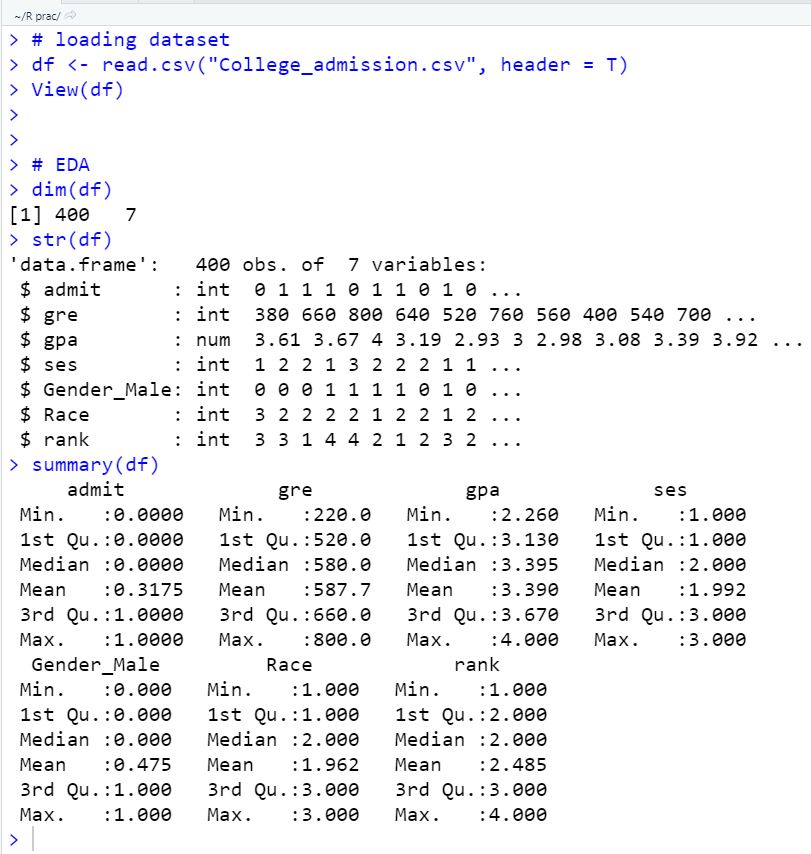 ~/R prac/
> # loading dataset
> df <- read.csv("College_admission.csv", header = T)
> View(df)
>
>
> # EDA
> dim(df)
[1] 400   7
> str(df)
'data.frame':   400 obs. of  7 variables:
 $ admit      : int  0 1 1 1 0 1 1 0 1 0 ...
 $ gre        : int  380 660 800 640 520 760 560 400 540 700 ...
 $ gpa        : num  3.61 3.67 4 3.19 2.93 3 2.98 3.08 3.39 3.92 ...
 $ ses        : int  1 2 2 1 3 2 2 2 1 1 ...
 $ Gender_Male: int  0 0 0 1 1 1 1 0 1 0 ...
 $ Race       : int  3 2 2 2 2 1 2 2 1 2 ...
 $ rank       : int  3 3 1 4 4 2 1 2 3 2 ...
> summary(df)
     admit             gre             gpa             ses       
 Min.   :0.0000   Min.   :220.0   Min.   :2.260   Min.   :1.000  
 1st Qu.:0.0000   1st Qu.:520.0   1st Qu.:3.130   1st Qu.:1.000  
 Median :0.0000   Median :580.0   Median :3.395   Median :2.000  
 Mean   :0.3175   Mean   :587.7   Mean   :3.390   Mean   :1.992  
 3rd Qu.:1.0000   3rd Qu.:660.0   3rd Qu.:3.670   3rd Qu.:3.000  
 Max.   :1.0000   Max.   :800.0   Max.   :4.000   Max.   :3.000  
  Gender_Male         Race            rank      
 Min.   :0.000   Min.   :1.000   Min.   :1.000  
 1st Qu.:0.000   1st Qu.:1.000   1st Qu.:2.000  
 Median :0.000   Median :2.000   Median :2.000  
 Mean   :0.475   Mean   :1.962   Mean   :2.485  
 3rd Qu.:1.000   3rd Qu.:3.000   3rd Qu.:3.000  
 Max.   :1.000   Max.   :3.000   Max.   :4.000  
>